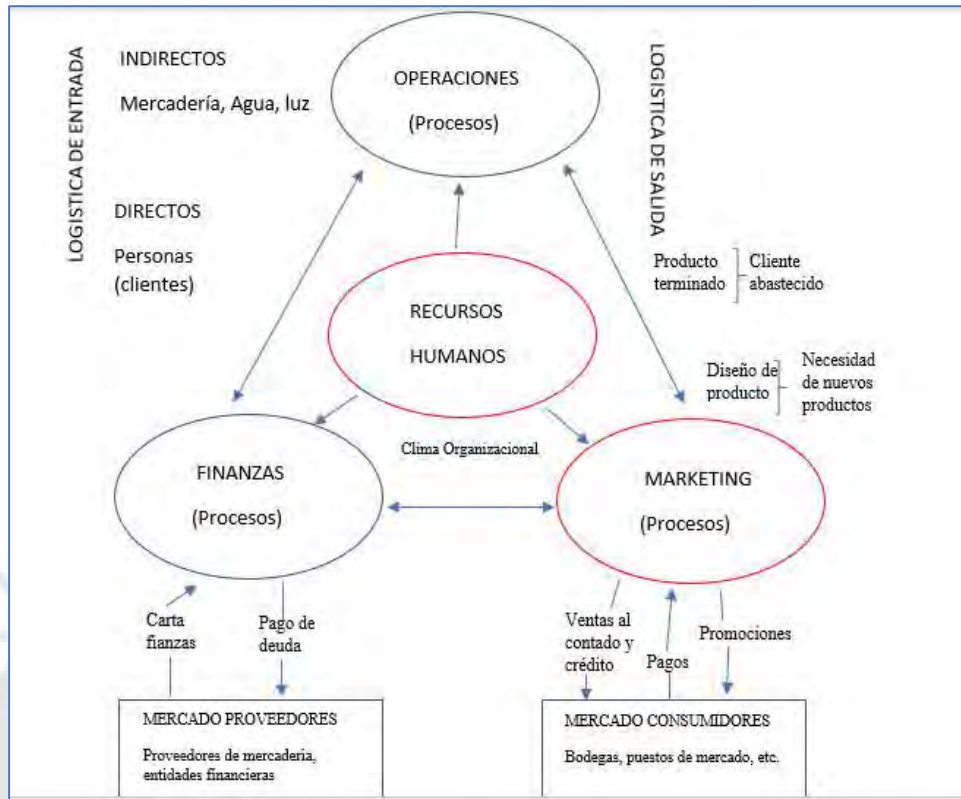 LOGISTICA DE ENTRADA
INDIRECTOS
Mercadería, Agua, luz
DIRECTOS
Personas
(clientes)
OPERACIONES
(Procesos)
LOGISTICA DE SALIDA
Producto
terminado
Cliente
abastecido
Diseño de
producto
Necesidad
de nuevos
productos
RECURSOS
HUMANOS
Clima Organizacional
FINANZAS
(Procesos)
MARKETING
(Procesos)
Carta
fianzas
Pago de
deuda
Ventas al
contado y
crédito
Pagos
Promociones
MERCADO PROVEEDORES
Proveedores de mercaderia,
entidades financieras
MERCADO CONSUMIDORES
Bodegas, puestos de mercado, etc.